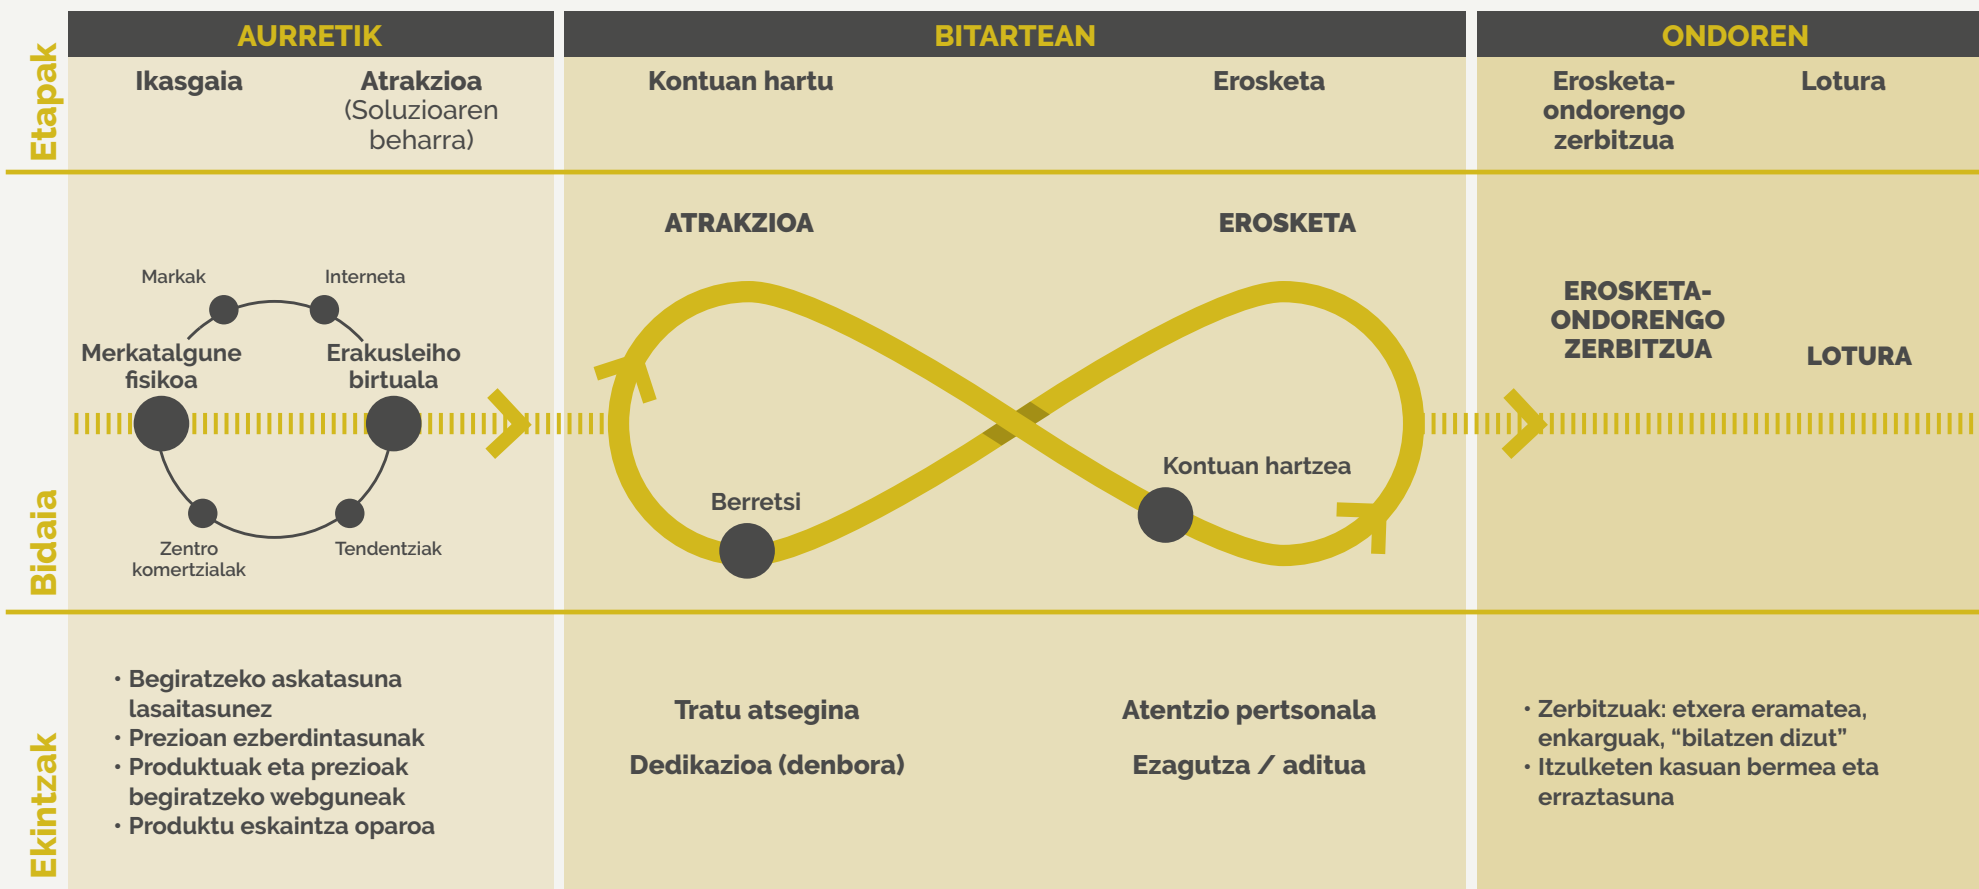 AURRETIK
BITARTEAN
ONDOREN
Etapak
Ikasgaia
Atrakzioa
(Soluzioaren
beharra)
Kontuan hartu
Erosketa
Erosketa-
ondorengo
zerbitzua
Lotura
Bidaia
Markak
Interneta
Merkatalgune
fisikoa
Erakusleiho
birtuala
Zentro
komertzialak
Tendentziak
ATRAKZIOA
EROSKETA
Berretsi
Kontuan hartzea
EROSKETA-
ONDORENGO
ZERBITZUA
LOTURA
Ekintzak
• Begiratzeko askatasuna
lasaitasunez
• Prezioan ezberdintasunak
• Produktuak eta prezioak
begiratzeko webguneak
• Produktu eskaintza oparoa
Tratu atsegina
Dedikazioa (denbora)
Atentzio pertsonala
Ezagutza / aditua
• Zerbitzuak: etxera eramatea,
enkarguak, “bilatzen dizut”
• Itzulketen kasuan bermea eta
erraztasuna